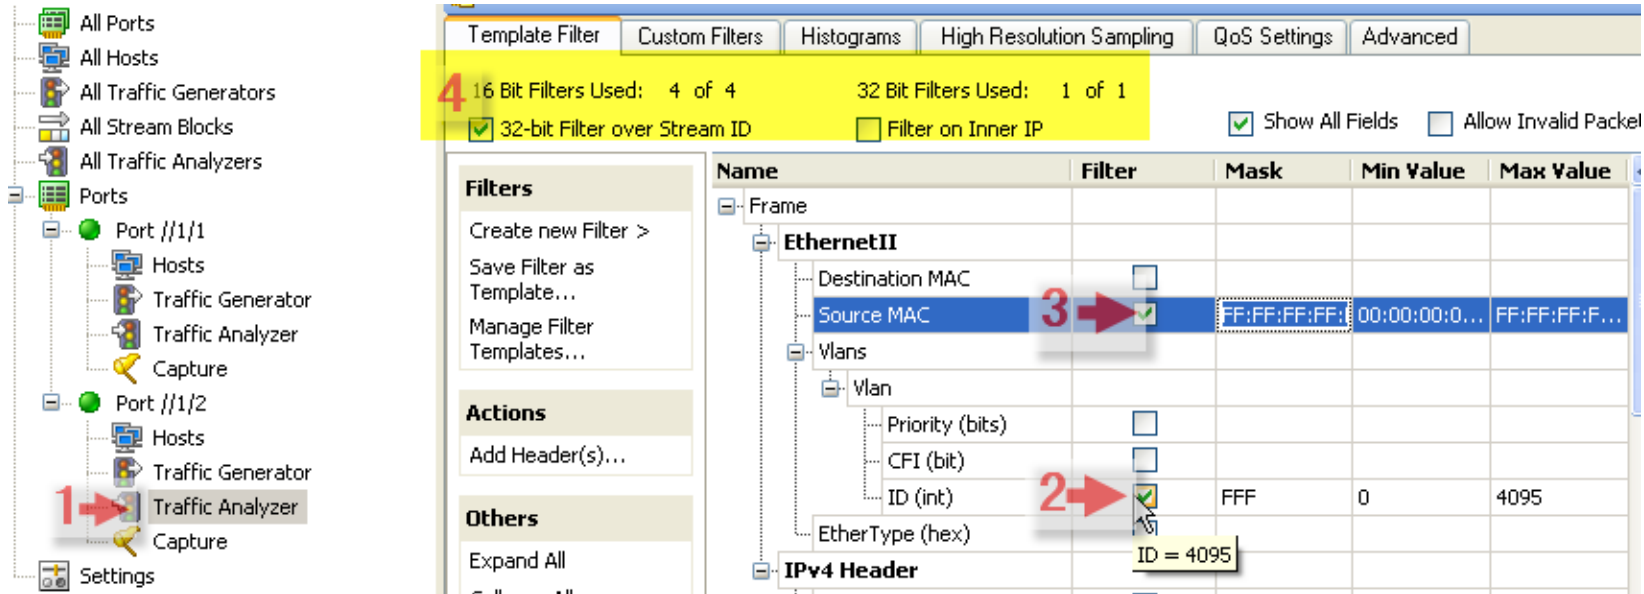 All Ports
All Hosts
All Traffic Generators
All Stream Blocks
All Traffic Analyzers
Ports
Port //1/1
Hosts
Traffic Generator
Traffic Analyzer
Capture
Port //1/2
Hosts
Traffic Generator
1
Traffic Analyzer
Capture
Settings
Template Filter Custom Filters Histograms High Resolution Sampling QoS Settings Advanced
4
16 Bit Filters Used: 4 of 4 32 Bit Filters Used: 1 of 1
32-bit Filter over Stream ID Filter on Inner IP Show All Fields Allow Invalid Packe
Filters
Create new Filter >
Save Filter as
Template...
Manage Filter
Templates...
Actions
Add Header(s)...
Others
Expand All
Name Filter Mask Min Value Max Value
Frame
EthernetII
Destination MAC
Source MAC 3 FF:FF:FF:FF:( 00:00:00:0... FF:FF:FF:F...
Vlans
Vlan
Priority (bits)
CFI (bit)
ID (int) 2 FFF 0 4095
EtherType (hex)
ID = 4095
IPv4 Header